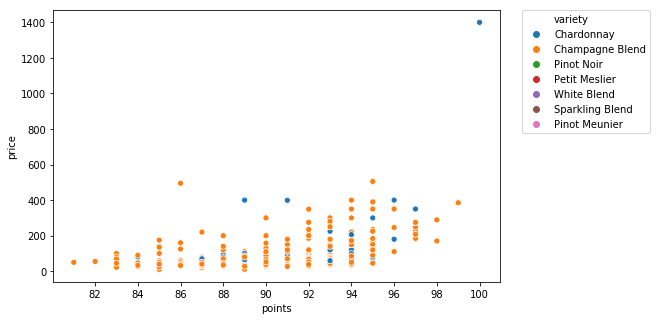 variety
Chardonnay
Champagne Blend
Pinot Noir
Petit Meslier
White Blend
Sparkling Blend
Pinot Meunier
price
1400
1200
1000
800
600
400
200
0
82 84 86 88 90 92 94 96 98 100
points